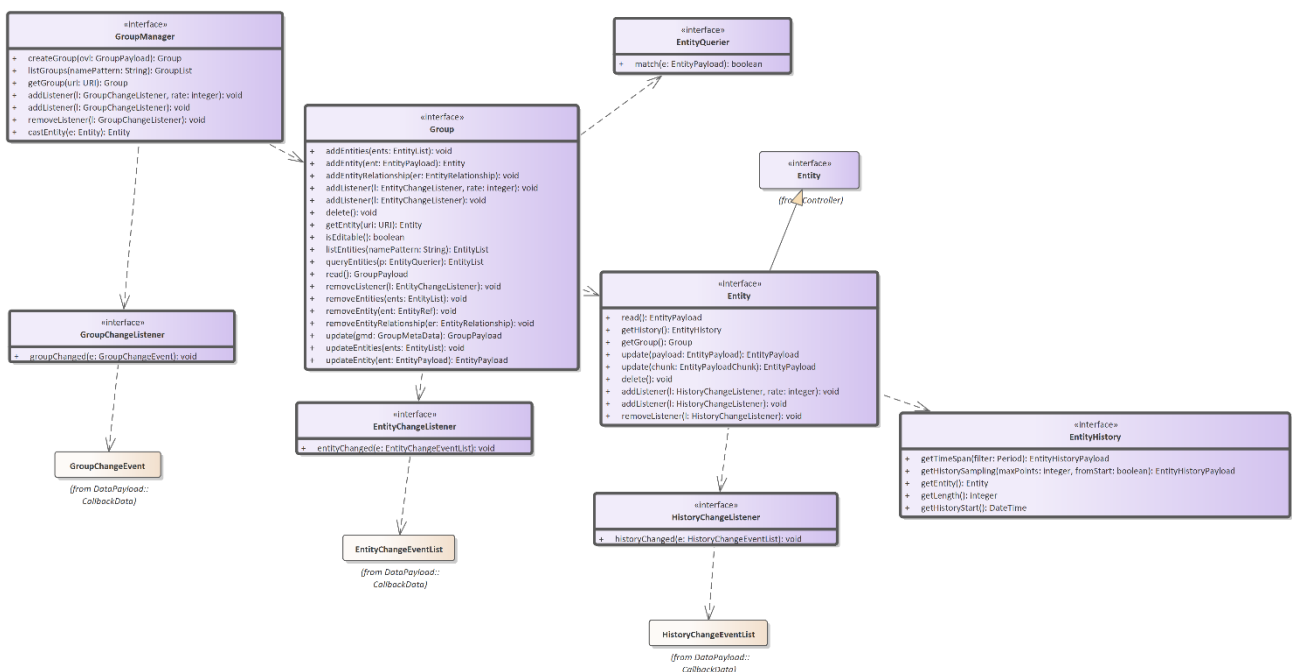 «interface»
GroupManager
+ createGroup(ovl: GroupPayload): Group
+ listGroups(namePattern: String): GroupList
+ getGroup(url: URI): Group
+ addListener(l: GroupChangeListener, rate: integer): void
+ addListener(l: GroupChangeListener): void
+ removeListener(l: GroupChangeListener): void
+ castEntity(e: Entity): Entity
«interface»
EntityQuerier
+ match(e: EntityPayload): boolean
«interface»
Group
+ addEntities(ents: EntityList): void
+ addEntity(ent: EntityPayload): Entity
+ addEntityRelationship(er: EntityRelationship): void
+ addListener(l: EntityChangeListener, rate: integer): void
+ addListener(l: EntityChangeListener): void
+ delete(): void
+ getEntity(uri: URI): Entity
+ isEditable(): boolean
+ listEntities(namePattern: String): EntityList
+ queryEntities(p: EntityQuerier): EntityList
+ read(): GroupPayload
+ removeListener(l: EntityChangeListener): void
+ removeEntities(ents: EntityList): void
+ removeEntity(ent: EntityRef): void
+ removeEntityRelationship(er: EntityRelationship): void
+ update(gmd: GroupMetaData): GroupPayload
+ updateEntities(ents: EntityList): void
+ updateEntity(ent: EntityPayload): EntityPayload
«interface»
Entity
(from Controller)
«interface»
Entity
+ read(): EntityPayload
+ getHistory(): EntityHistory
+ getGroup(): Group
+ update(payload: EntityPayload): EntityPayload
+ update(chunk: EntityPayloadChunk): EntityPayload
+ delete(): void
+ addListener(l: HistoryChangeListener, rate: integer): void
+ addListener(l: HistoryChangeListener): void
+ removeListener(l: HistoryChangeListener): void
«interface»
GroupChangeListener
+ groupChanged(e: GroupChangeEvent): void
«interface»
EntityChangeListener
+ entityChanged(e: EntityChangeEventList): void
«interface»
EntityHistory
+ getTimeSpan(filter: Period): EntityHistoryPayload
+ getHistorySampling(maxPoints: integer, fromStart: boolean): EntityHistoryPayload
+ getEntity(): Entity
+ getLength(): integer
+ getHistoryStart(): DateTime
GroupChangeEvent
(from DataPayload::
CallbackData)
«interface»
HistoryChangeListener
+ historyChanged(e: HistoryChangeEventList): void
EntityChangeEventList
(from DataPayload::
CallbackData)
HistoryChangeEventList
(from DataPayload::
CallbackData)